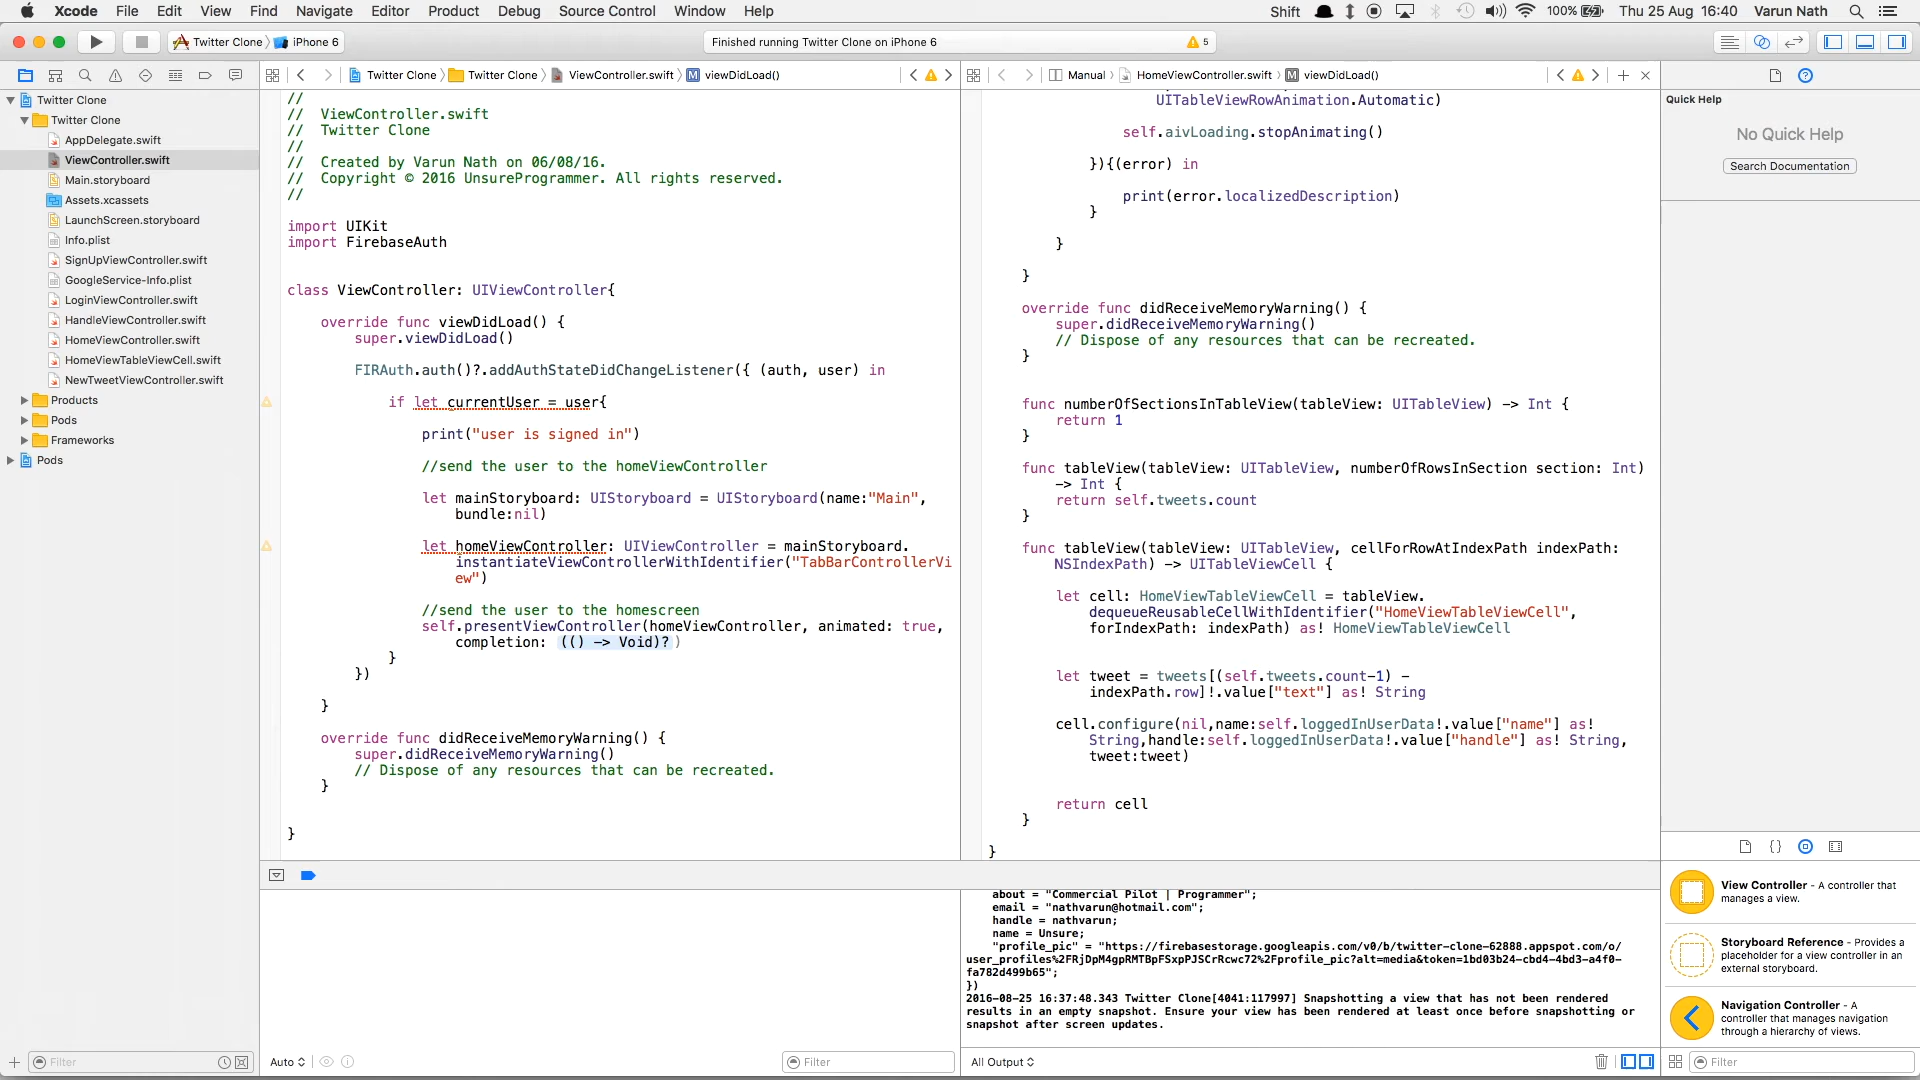 Xcode File Edit View Find Navigate Editor Product Debug Source Control Window Help
Shift 100% Thu 25 Aug 16:40 Varun Nath
Twitter Clone iPhone 6
Finished running Twitter Clone on iPhone 6
5
Twitter Clone Twitter Clone ViewController.swift M viewDidLoad()
Manual HomeViewController.swift M viewDidLoad()
Twitter Clone
Twitter Clone
AppDelegate.swift
ViewController.swift
Main.storyboard
Assets.xcassets
LaunchScreen.storyboard
Info.plist
SignUpViewController.swift
GoogleService-Info.plist
LoginViewController.swift
HandleViewController.swift
HomeViewController.swift
HomeViewTableViewCell.swift
NewTweetViewController.swift
Products
Pods
Frameworks
Pods
Filter
//
//  ViewController.swift
//  Twitter Clone
//
//  Created by Varun Nath on 06/08/16.
//  Copyright © 2016 UnsureProgrammer. All rights reserved.
//
import UIKit
import FirebaseAuth
class ViewController: UIViewController{
override func viewDidLoad() {
super.viewDidLoad()
FIRAuth.auth()?.addAuthStateDidChangeListener({ (auth, user) in
if let currentUser = user{
print("user is signed in")
//send the user to the homeViewController
let mainStoryboard: UIStoryboard = UIStoryboard(name:"Main",
bundle:nil)
let homeViewController: UIViewController = mainStoryboard.
instantiateViewControllerWithIdentifier("TabBarControllerVi
ew")
//send the user to the homescreen
self.presentViewController(homeViewController, animated: true,
completion: (() -> Void)?)
}
})
}
override func didReceiveMemoryWarning() {
super.didReceiveMemoryWarning()
// Dispose of any resources that can be recreated.
}
}
UITableViewRowAnimation.Automatic)
self.aivLoading.stopAnimating()
}){(error) in
print(error.localizedDescription)
}
}
}
override func didReceiveMemoryWarning() {
super.didReceiveMemoryWarning()
// Dispose of any resources that can be recreated.
}
func numberOfSectionsInTableView(tableView: UITableView) -> Int {
return 1
}
func tableView(tableView: UITableView, numberOfRowsInSection section: Int)
-> Int {
return self.tweets.count
}
func tableView(tableView: UITableView, cellForRowAtIndexPath indexPath:
NSIndexPath) -> UITableViewCell {
let cell: HomeViewTableViewCell = tableView.
dequeueReusableCellWithIdentifier("HomeViewTableViewCell",
forIndexPath: indexPath) as! HomeViewTableViewCell
let tweet = tweets[(self.tweets.count-1) -
indexPath.row]!.value["text"] as! String
cell.configure(nil,name:self.loggedInUserData!.value["name"] as!
String,handle:self.loggedInUserData!.value["handle"] as! String,
tweet:tweet)
return cell
}
}
Quick Help
No Quick Help
Search Documentation
Auto
Filter
about = "Commercial Pilot | Programmer";
email = "nathvarun@hotmail.com";
handle = nathvarun;
name = Unsure;
"profile_pic" = "https://firebasestorage.googleapis.com/v0/b/twitter-clone-62888.appspot.com/o/
user_profiles%2FRjDpM4gpRMTBpFSxpPJSCrRcwc72%2Fprofile_pic?alt=media&token=1bd03b24-cbd4-4bd3-a4f0-
fa782d499b65";
})
2016-08-25 16:37:48.343 Twitter Clone[4041:117997] Snapshotting a view that has not been rendered
results in an empty snapshot. Ensure your view has been rendered at least once before snapshotting or
snapshot after screen updates.
All Output
{}
View Controller - A controller that
manages a view.
Storyboard Reference - Provides a
placeholder for a view controller in an
external storyboard.
Navigation Controller - A
controller that manages navigation
through a hierarchy of views.
Filter